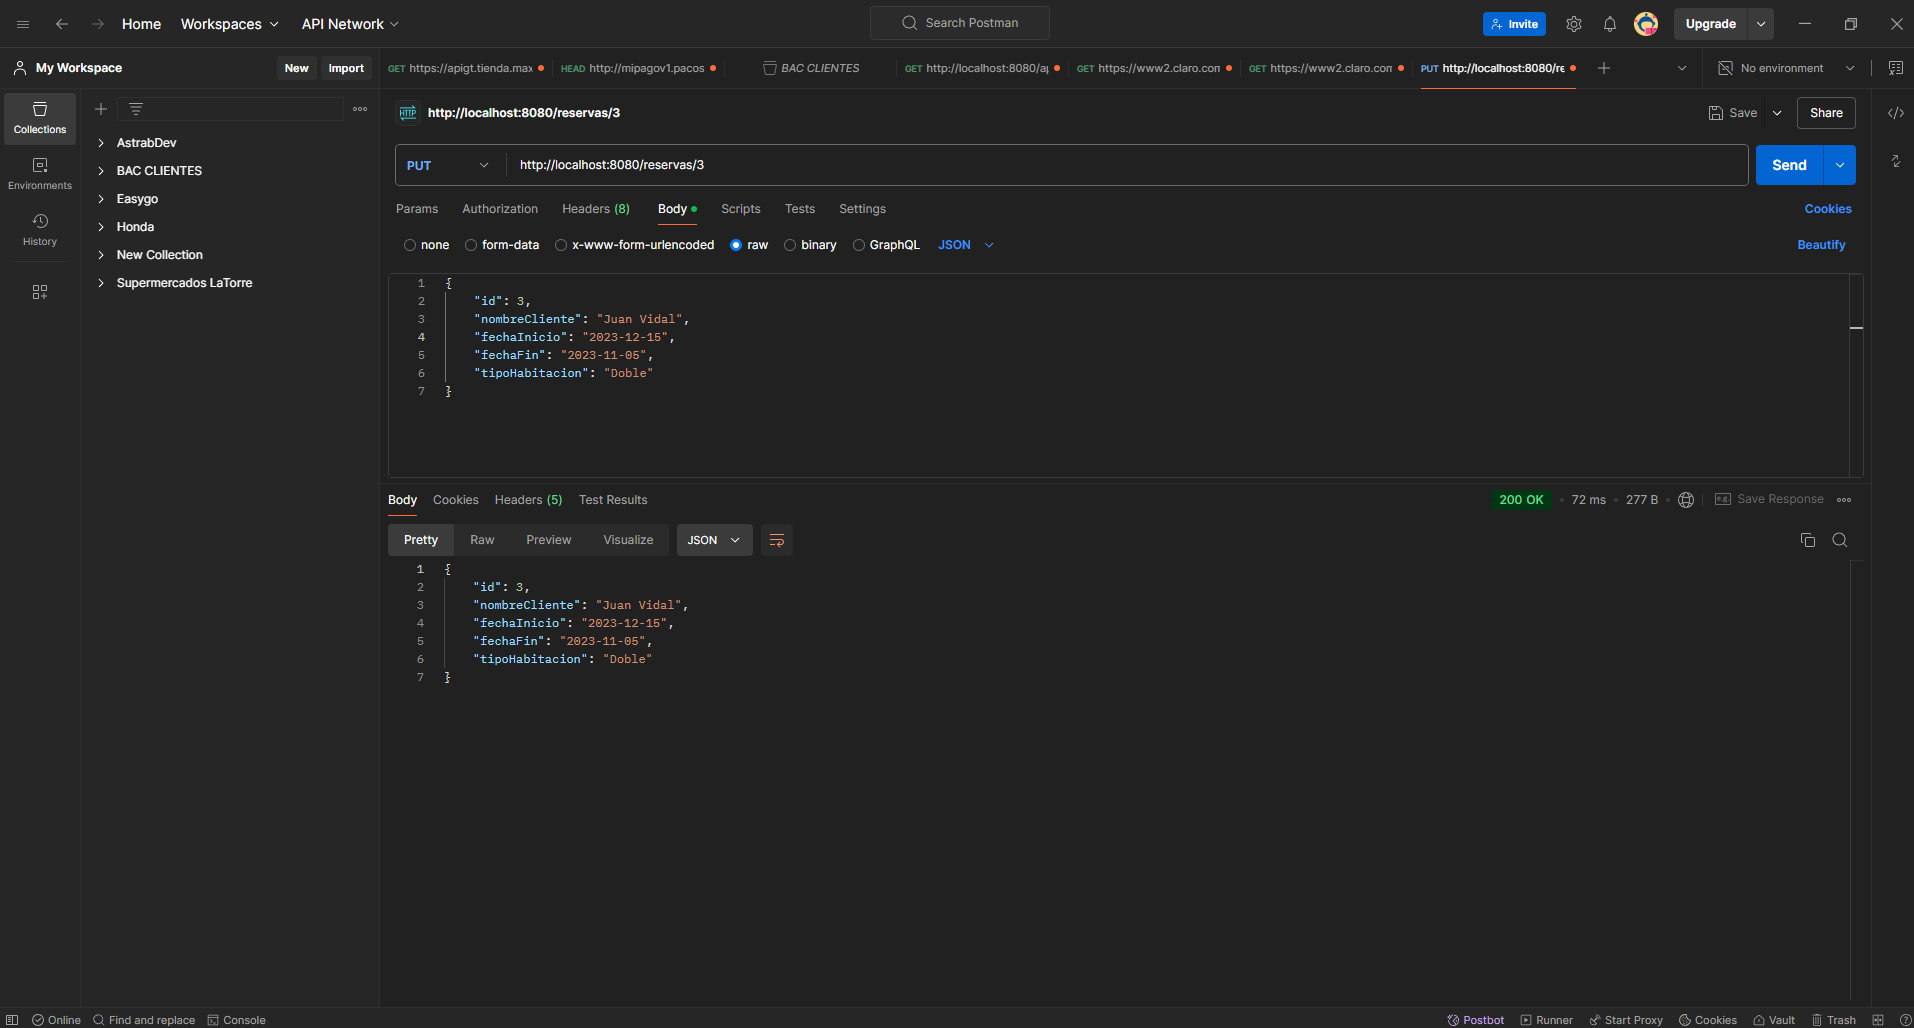 Home Workspaces API Network Search Postman Invite Upgrade
My Workspace New Import GET https://apigt.tienda.max HEAD http://mipagov1.pacos BAC CLIENTES GET http://localhost:8080/a GET https://www2.claro.com GET https://www2.claro.com PUT http://localhost:8080/re No environment
Collections
Environments
History
AstrabDev
BAC CLIENTES
Easygo
Honda
New Collection
Supermercados LaTorre
HTTP http://localhost:8080/reservas/3 Save Share
PUT http://localhost:8080/reservas/3 Send
Params Authorization Headers (8) Body Scripts Tests Settings Cookies
none form-data x-www-form-urlencoded raw binary GraphQL JSON Beautify
1 {
2 "id": 3,
3 "nombreCliente": "Juan Vidal",
4 "fechaInicio": "2023-12-15",
5 "fechaFin": "2023-11-05",
6 "tipoHabitacion": "Doble"
7 }
Body Cookies Headers (5) Test Results 200 OK 72 ms 277 B e.g. Save Response
Pretty Raw Preview Visualize JSON
1 {
2 "id": 3,
3 "nombreCliente": "Juan Vidal",
4 "fechaInicio": "2023-12-15",
5 "fechaFin": "2023-11-05",
6 "tipoHabitacion": "Doble"
7 }
Online Find and replace Console Postbot Runner Start Proxy Cookies Vault Trash